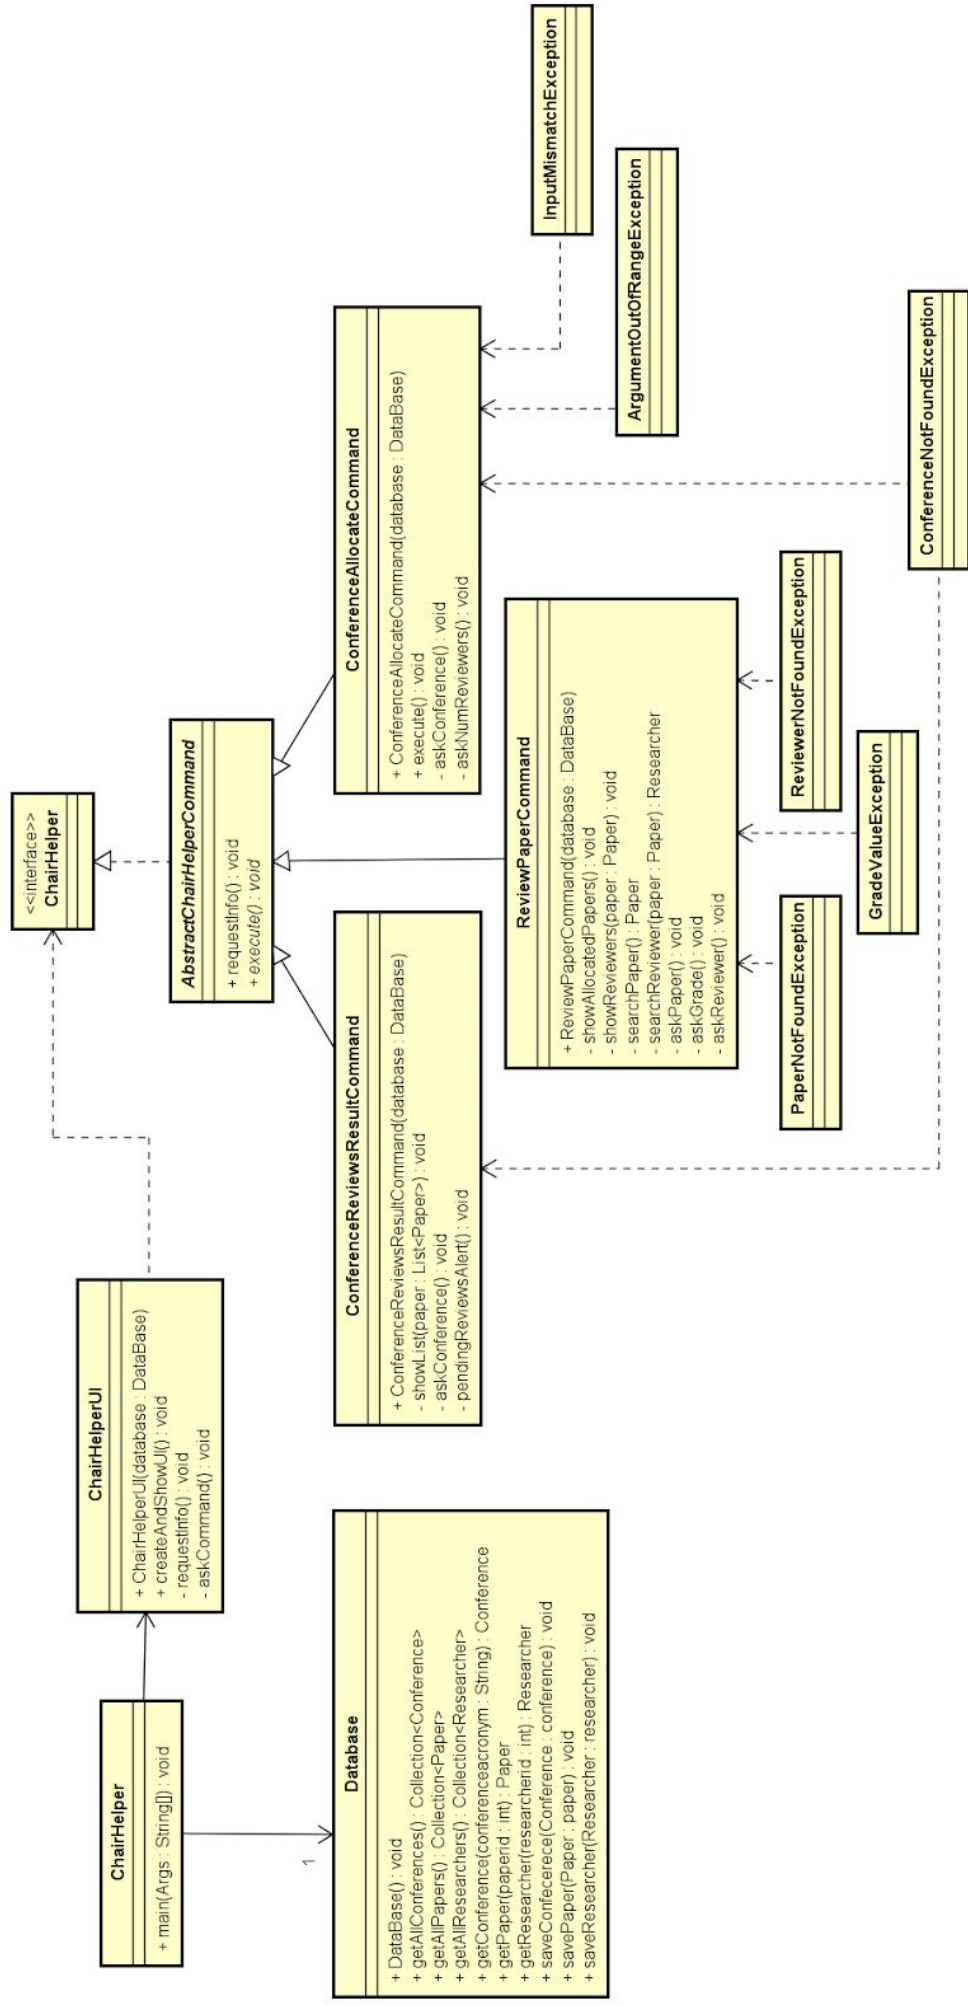 ChairHelper
+ main(Args : String[]) : void
ChairHelperUI
+ ChairHelperUI(database : DataBase)
+ createAndShowUI() : void
- requestInfo() : void
- askCommand() : void
<<interface>>
ChairHelper
1
Database
+ DataBase() : void
+ getAllConferences() : Collection<Conference>
+ getAllPapers() : Collection<Paper>
+ getAllResearchers() : Collection<Researcher>
+ getConference(conferenceacronym : String) : Conference
+ getPaper(paperid : int) : Paper
+ getResearcher(researcherid : int) : Researcher
+ saveConfecerece(Conference : conference) : void
+ savePaper(Paper : paper) : void
+ saveResearcher(Researcher : researcher) : void
AbstractChairHelperCommand
+ requestInfo() : void
+ execute() : void
ConferenceReviewsResultCommand
+ ConferenceReviewsResultCommand(database : DataBase)
- showList(paper : List<Paper>) : void
- askConference() : void
- pendingReviewsAlert() : void
ConferenceAllocateCommand
+ ConferenceAllocateCommand(database : DataBase)
+ execute() : void
- askConference() : void
- askNumReviewers() : void
ReviewPaperCommand
+ ReviewPaperCommand(database : DataBase)
- showAllocatedPapers() : void
- showReviewers(paper : Paper) : void
- searchPaper() : Paper
- searchReviewer(paper : Paper) : Researcher
- askPaper() : void
- askGrade() : void
- askReviewer() : void
InputMismatchException
ArgumentOutOfRangeException
PaperNotFoundException
ReviewerNotFoundException
GradeValueException
ConferenceNotFoundException